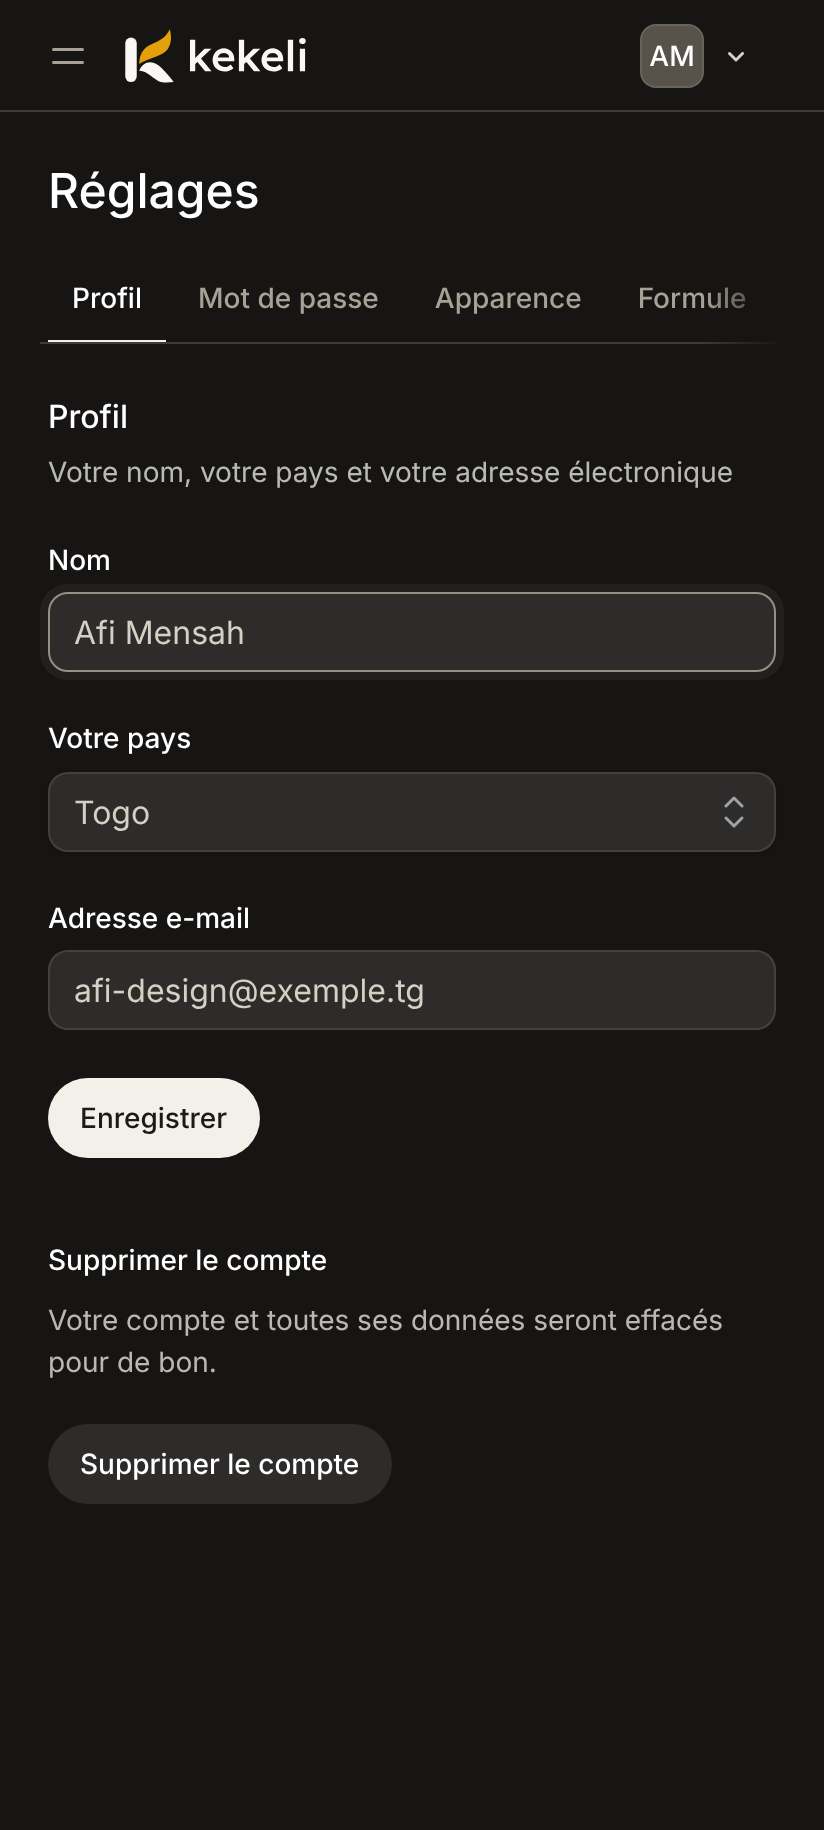 kekeli
AM
Réglages
Profil
Mot de passe
Apparence
Formule
Profil
Votre nom, votre pays et votre adresse électronique
Nom
Afi Mensah
Votre pays
Togo
Adresse e-mail
afi-design@exemple.tg
Enregistrer
Supprimer le compte
Votre compte et toutes ses données seront effacés
pour de bon.
Supprimer le compte